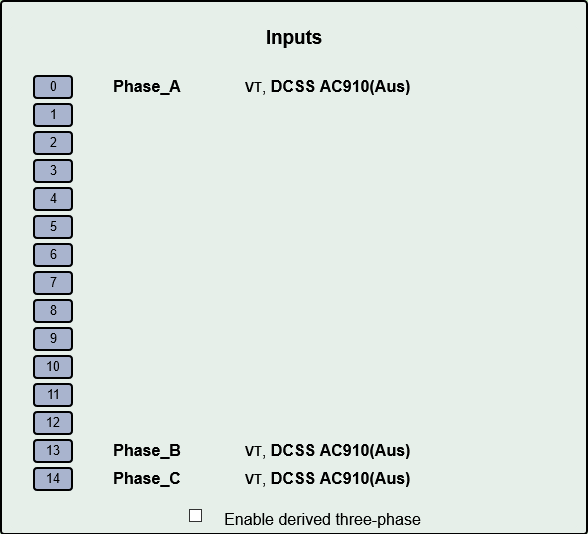 Inputs
0 Phase_A VT, DCSS AC910(Aus)
1
2
3
4
5
6
7
8
9
10
11
12
13 Phase_B VT, DCSS AC910(Aus)
14 Phase_C VT, DCSS AC910(Aus)
Enable derived three-phase